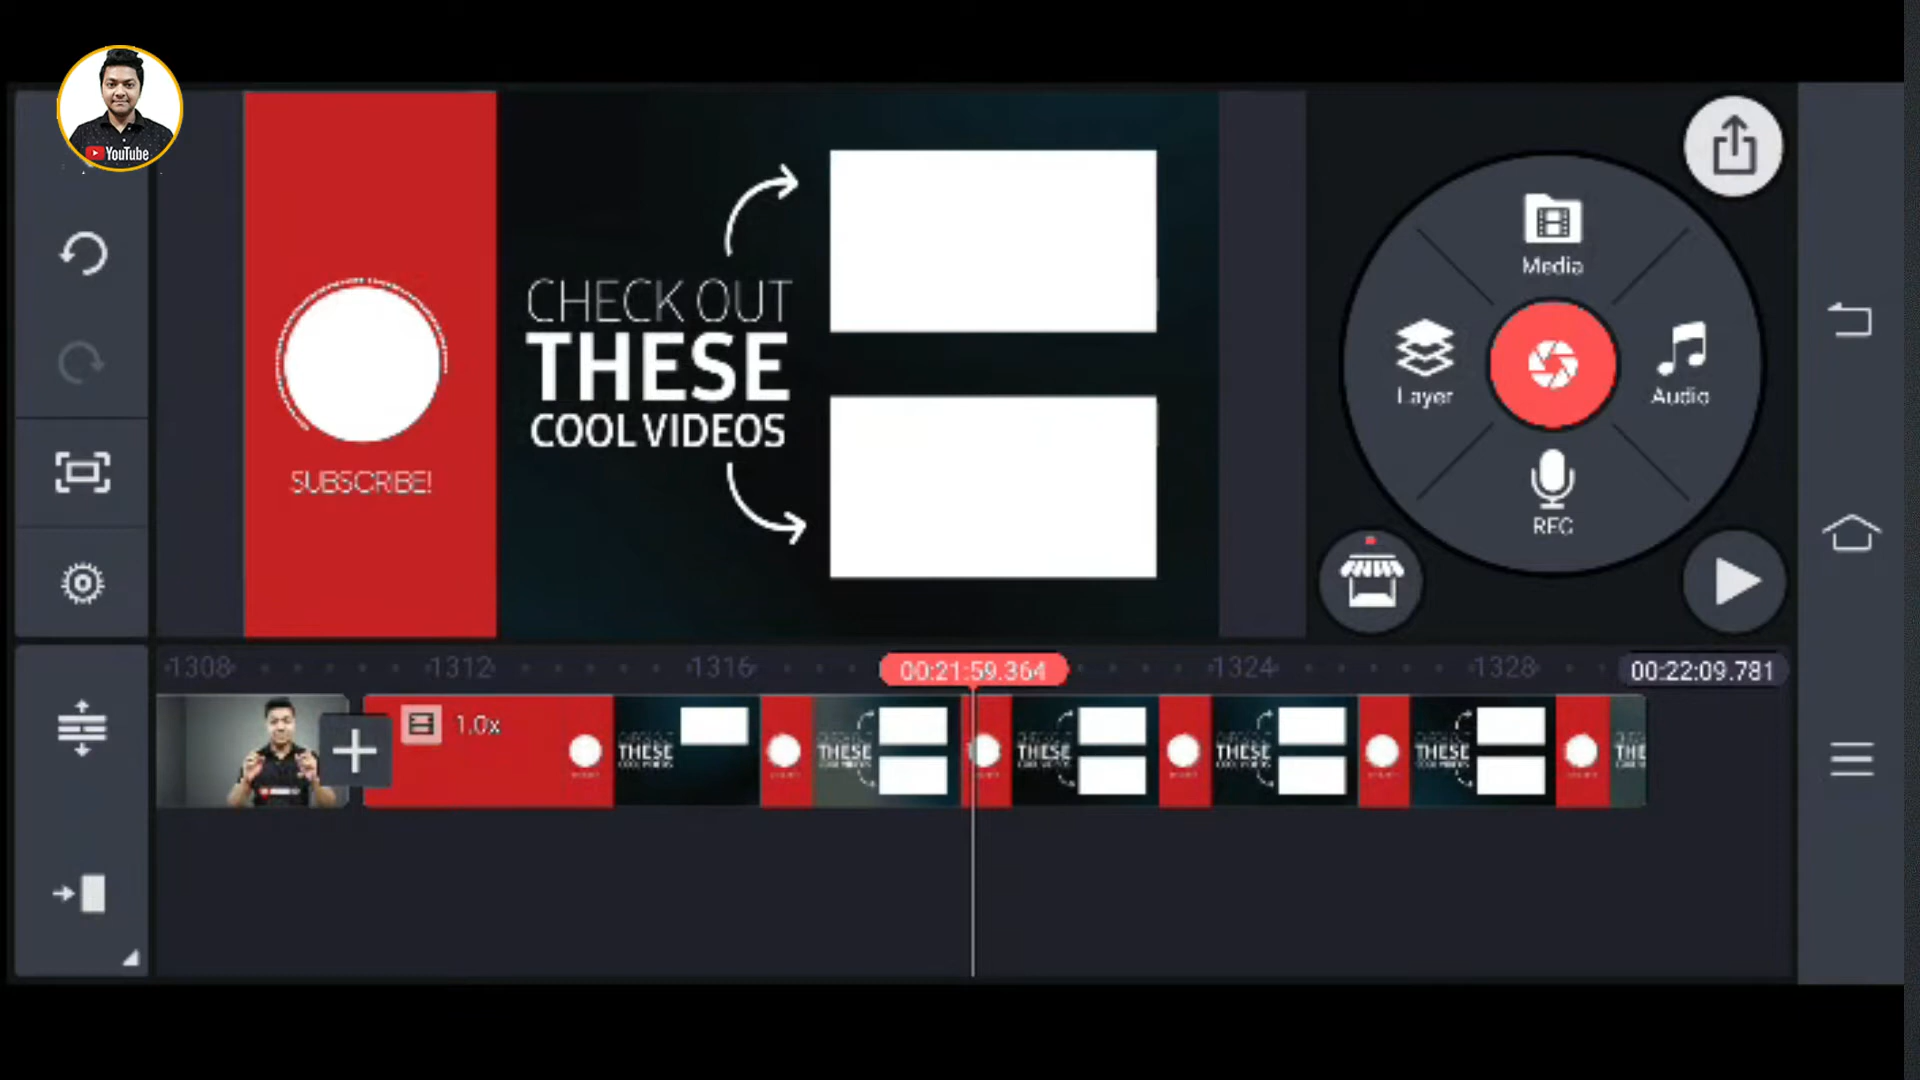 YouTube
CHECK OUT
THESE
COOL VIDEOS
SUBSCRIBE!
Media
Layer
Audio
REC
1308
1312
1316
00:21:59.364
1324
1328
00:22:09.781
1.0x
THESE
COOL VIDEOS
THESE
COOL VIDEOS
THESE
COOL VIDEOS
THESE
COOL VIDEOS
THESE
COOL VIDEOS
THE